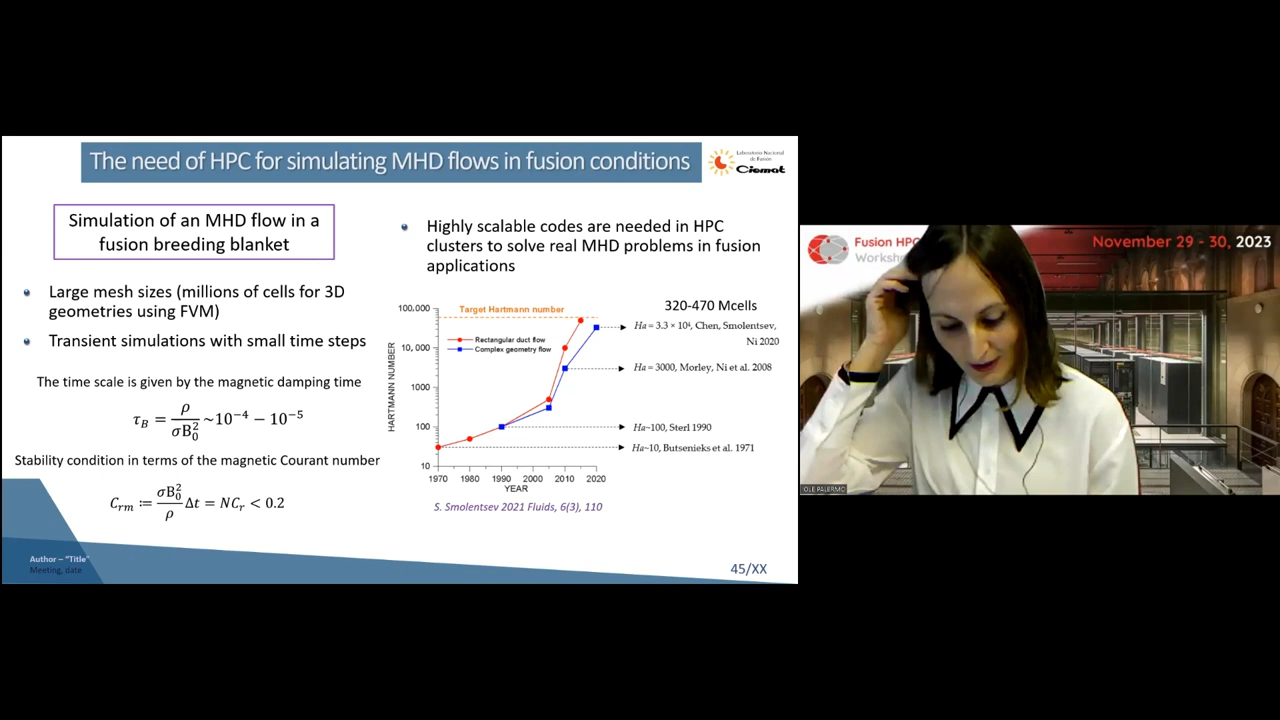 The need of HPC for simulating MHD flows in fusion conditions
Laboratorio Nacional
de Fusión
Ciemat
Simulation of an MHD flow in a
fusion breeding blanket
Large mesh sizes (millions of cells for 3D
geometries using FVM)
Transient simulations with small time steps
The time scale is given by the magnetic damping time
τ_B = ρ/σB₀² ~10⁻⁴ − 10⁻⁵
Stability condition in terms of the magnetic Courant number
C_rm ≔ σB₀²/ρ Δt = NC_r < 0.2
Highly scalable codes are needed in HPC
clusters to solve real MHD problems in fusion
applications
320-470 Mcells
100,000
10,000
1000
100
10
HARTMANN NUMBER
Target Hartmann number
Rectangular duct flow
Complex geometry flow
1970 1980 1990 2000 2010 2020
YEAR
Ha = 3.3 × 10⁴, Chen, Smolentsev,
Ni 2020
Ha = 3000, Morley, Ni et al. 2008
Ha~100, Sterl 1990
Ha~10, Butsenieks et al. 1971
S. Smolentsev 2021 Fluids, 6(3), 110
Author – "Title"
Meeting, date
45/XX
Fusion HPC
Worksho
November 29 - 30, 2023
IOLE PALERMO